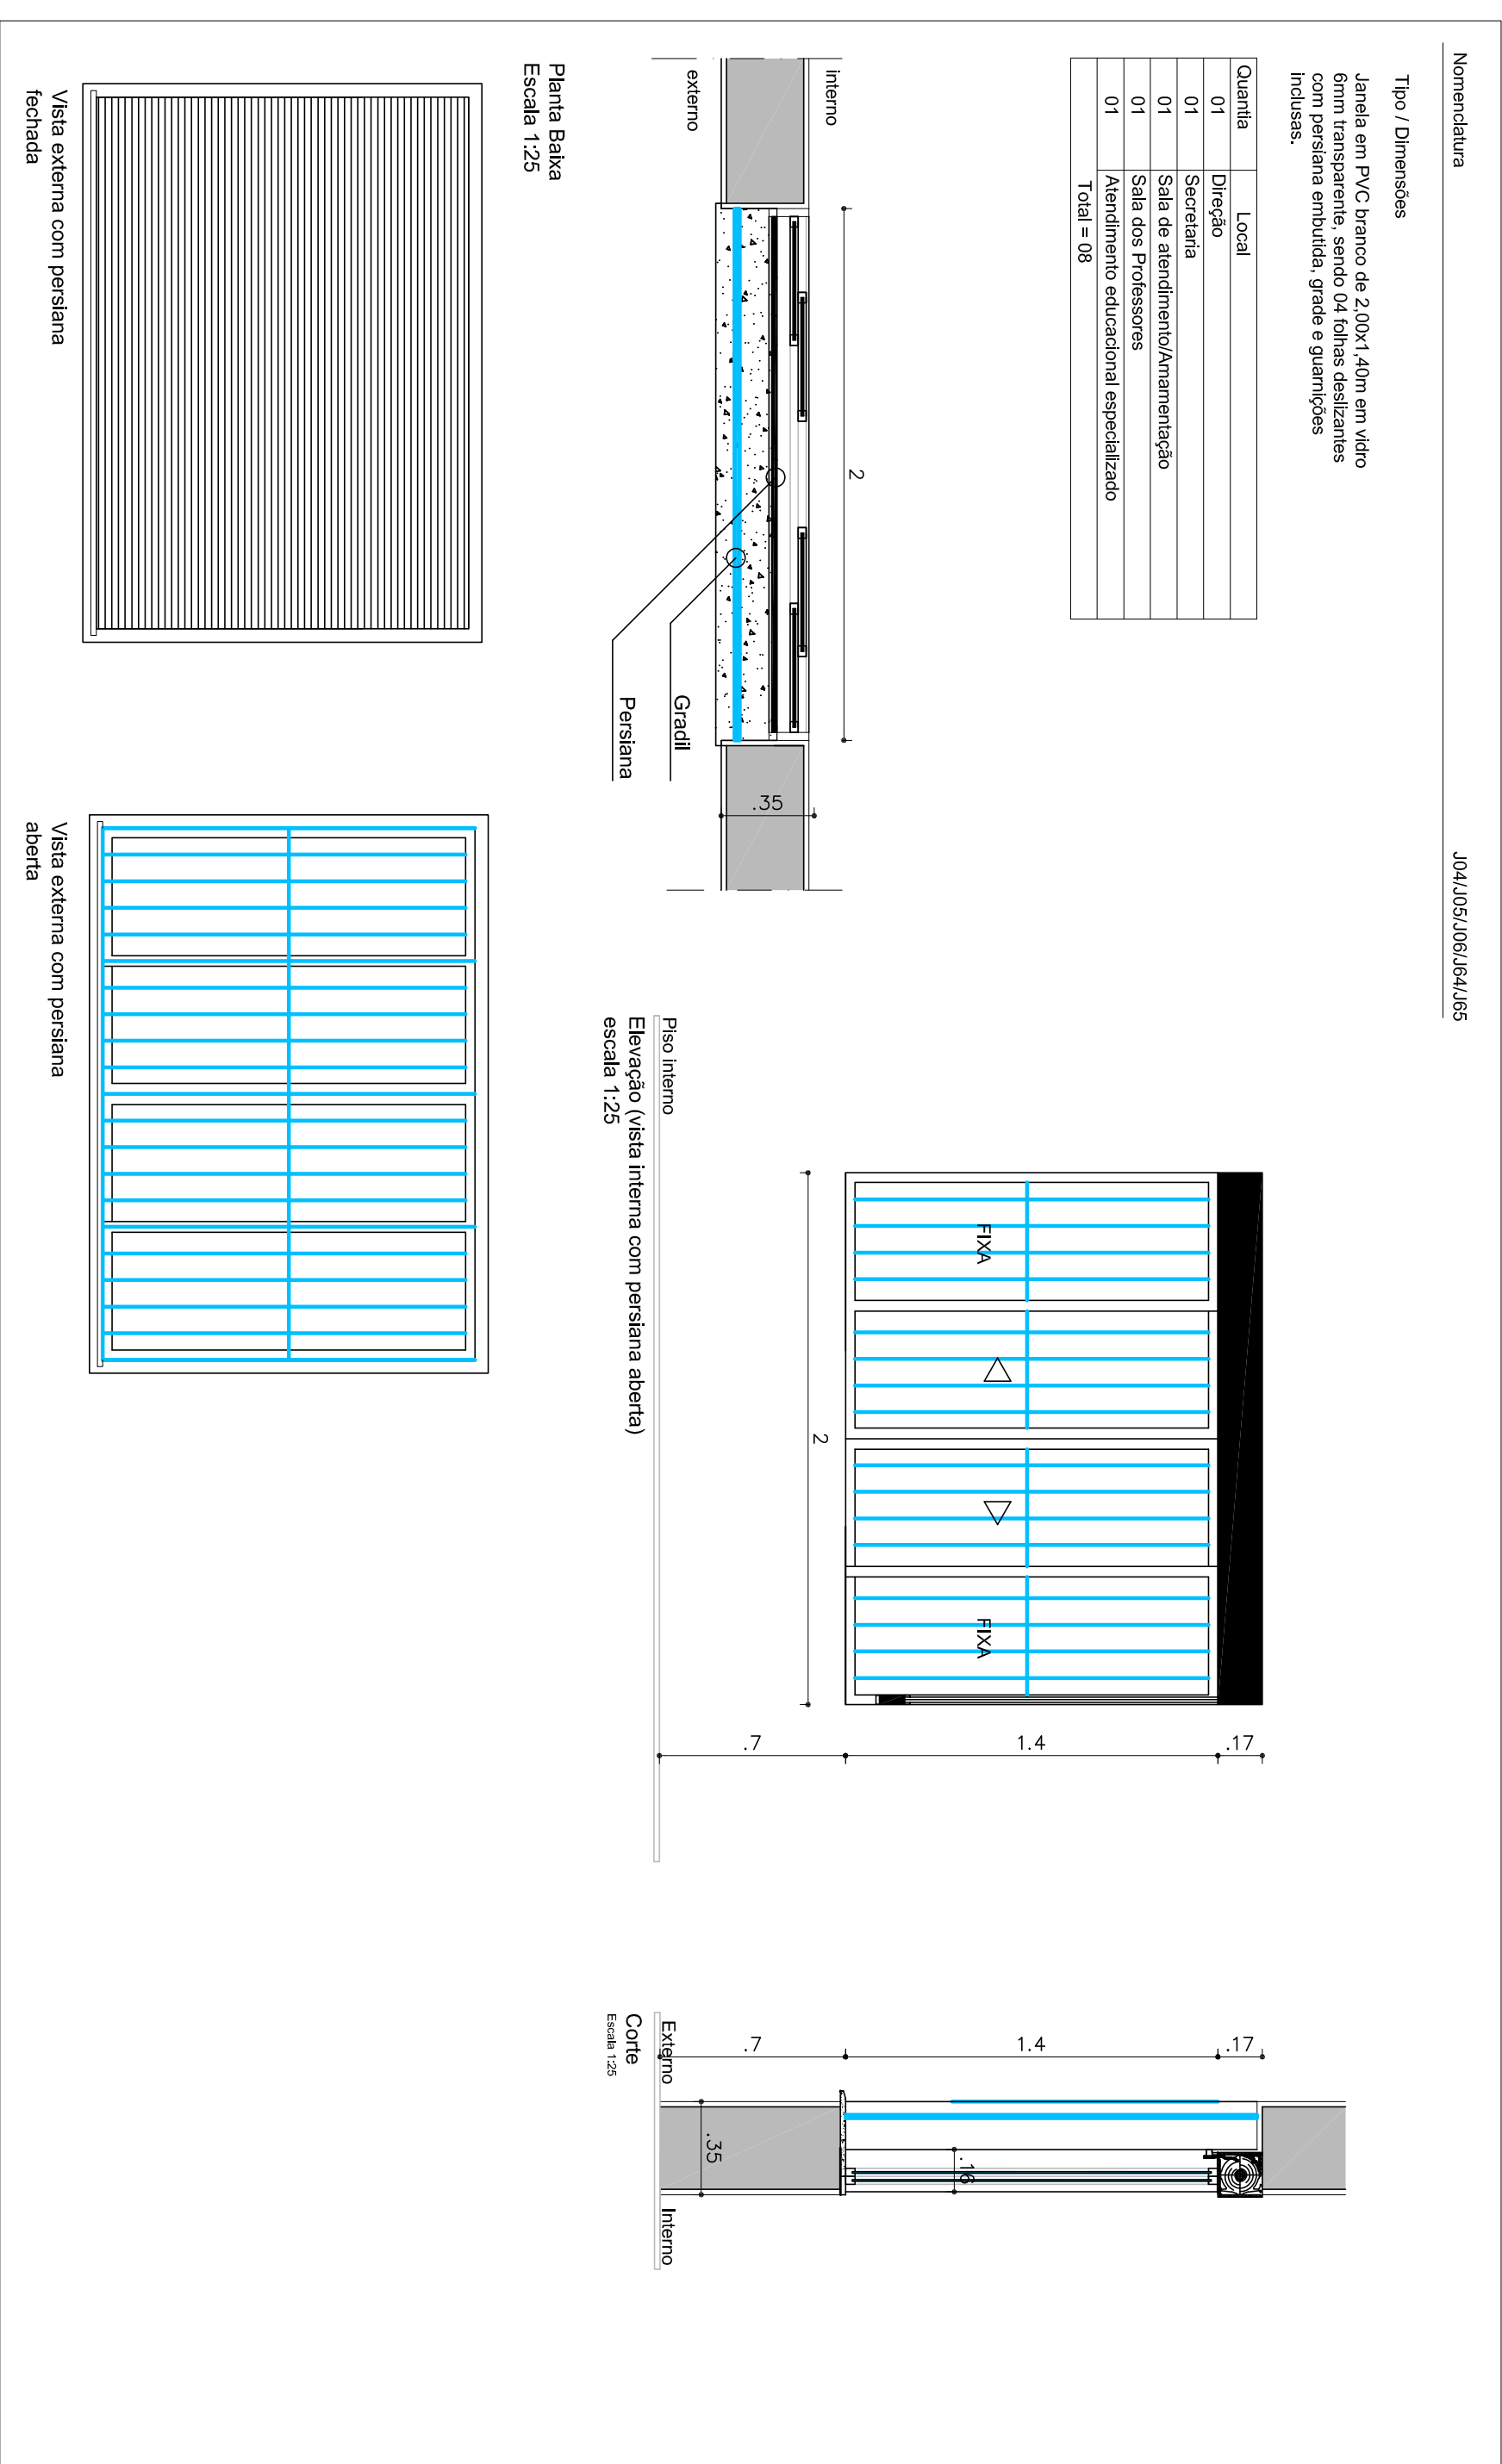 Nomenclatura J04/J05/J06/J64/J65
Tipo / Dimensões
Janela em PVC branco de 2,00x1,40m em vidro
6mm transparente, sendo 04 folhas deslizantes
com persiana embutida, grade e guarnições
inclusas.
Quantia Local
01 Direção
01 Secretaria
01 Sala de atendimento/Amamentação
01 Sala dos Professores
01 Atendimento educacional especializado
Total = 08
interno
externo
2
.35
Gradil
Persiana
Planta Baixa
Escala 1:25
FIXA
FIXA
2
.17
1.4
.7
Piso interno
Elevação (vista interna com persiana aberta)
escala 1:25
.17
1.4
.7
.16
.35
Externo
Interno
Corte
Escala 1:25
Vista externa com persiana
fechada
Vista externa com persiana
aberta